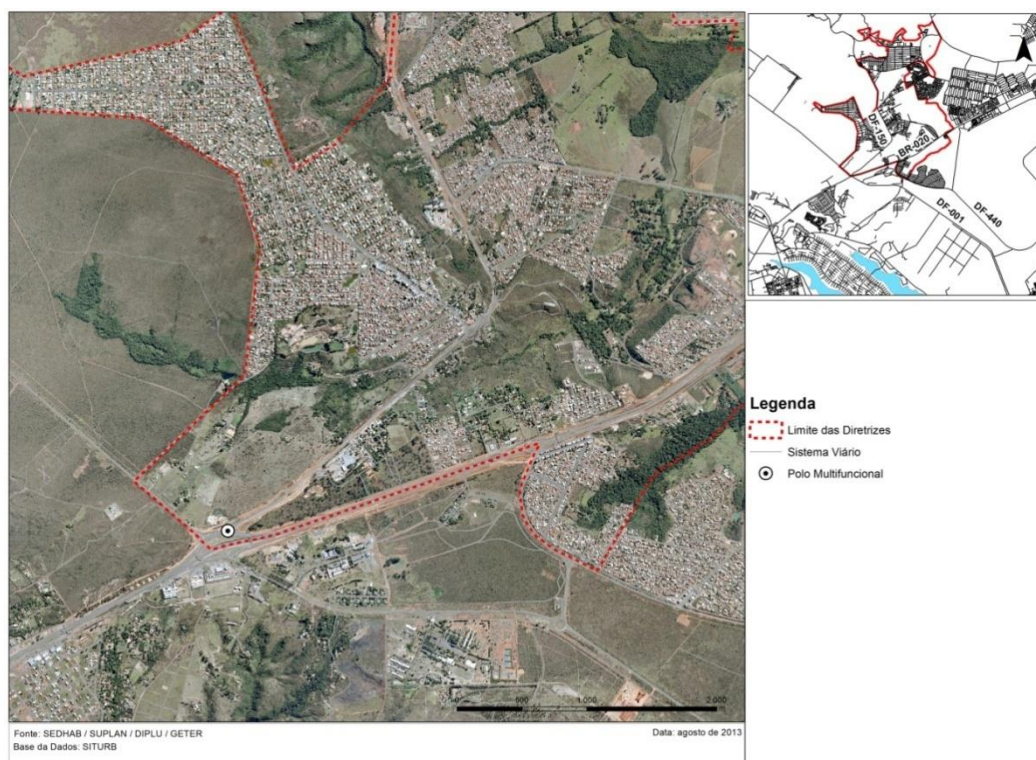 DF-150
BR-020
DF-001
DF-440
Legenda
Limite das Diretrizes
Sistema Viário
Polo Multifuncional
0 500 1.000 2.000
Fonte: SEDHAB / SUPLAN / DIPLU / GETER
Data: agosto de 2013
Base da Dados: SITURB